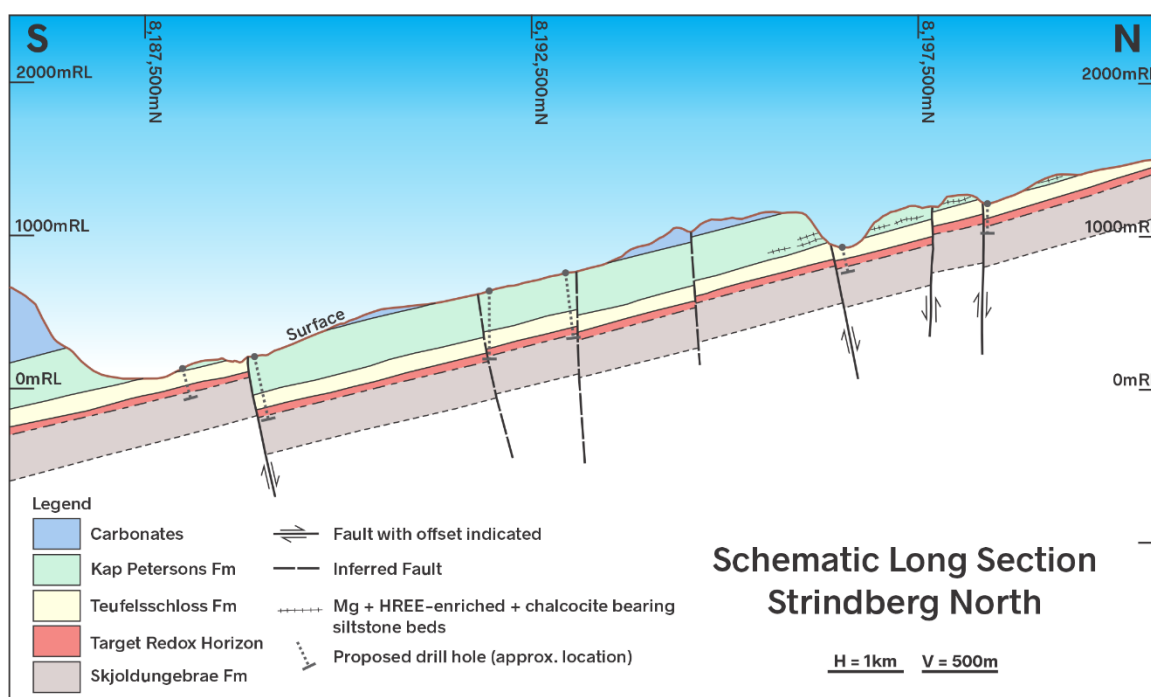 S
8,187,500mN
8,192,500mN
8,197,500mN
N
2000mRL
2000mRL
1000mRL
1000mRL
Surface
0mRL
0mRL
Legend
Carbonates
Kap Petersons Fm
Teufelsschloss Fm
Target Redox Horizon
Skjoldungebrae Fm
Fault with offset indicated
Inferred Fault
Mg + HREE-enriched + chalcocite bearing
siltstone beds
Proposed drill hole (approx. location)
Schematic Long Section
Strindberg North
H = 1km V = 500m